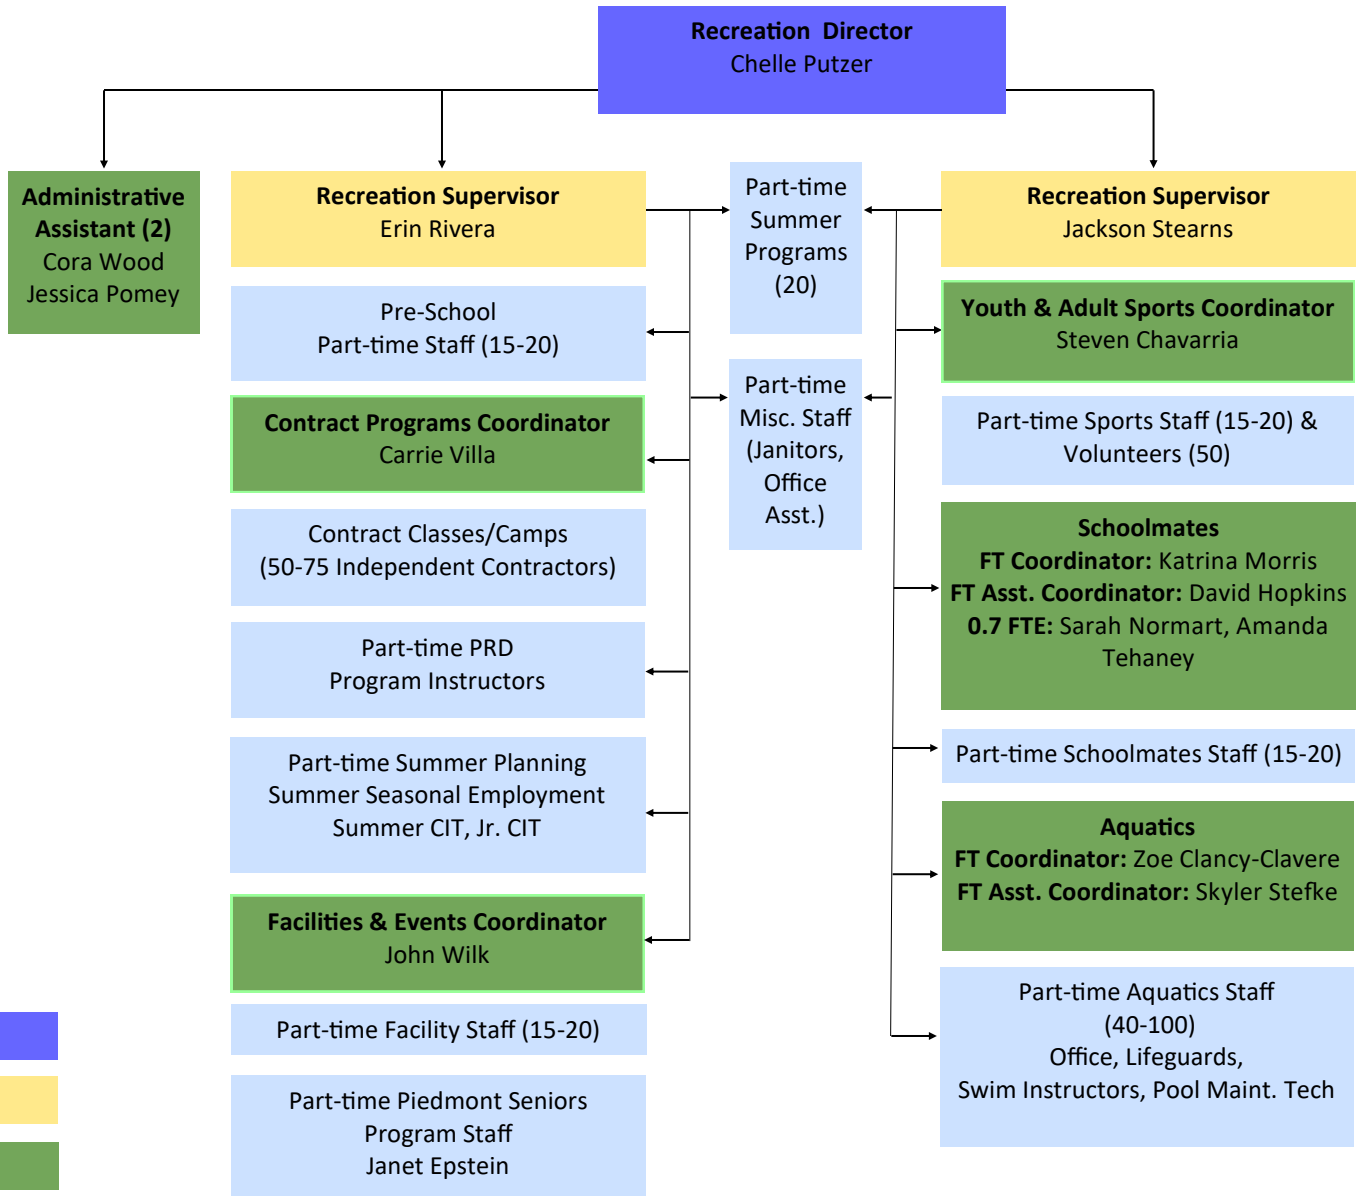 Recreation Director
Chelle Putzer
Administrative
Assistant (2)
Cora Wood
Jessica Pomey
Recreation Supervisor
Erin Rivera
Pre-School
Part-time Staff (15-20)
Contract Programs Coordinator
Carrie Villa
Contract Classes/Camps
(50-75 Independent Contractors)
Part-time PRD
Program Instructors
Part-time Summer Planning
Summer Seasonal Employment
Summer CIT, Jr. CIT
Facilities & Events Coordinator
John Wilk
Part-time Facility Staff (15-20)
Part-time Piedmont Seniors
Program Staff
Janet Epstein
Part-time
Summer
Programs
(20)
Part-time
Misc. Staff
(Janitors,
Office
Asst.)
Recreation Supervisor
Jackson Stearns
Youth & Adult Sports Coordinator
Steven Chavarria
Part-time Sports Staff (15-20) &
Volunteers (50)
Schoolmates
FT Coordinator: Katrina Morris
FT Asst. Coordinator: David Hopkins
0.7 FTE: Sarah Normart, Amanda
Tehaney
Part-time Schoolmates Staff (15-20)
Aquatics
FT Coordinator: Zoe Clancy-Clavere
FT Asst. Coordinator: Skyler Stefke
Part-time Aquatics Staff
(40-100)
Office, Lifeguards,
Swim Instructors, Pool Maint. Tech